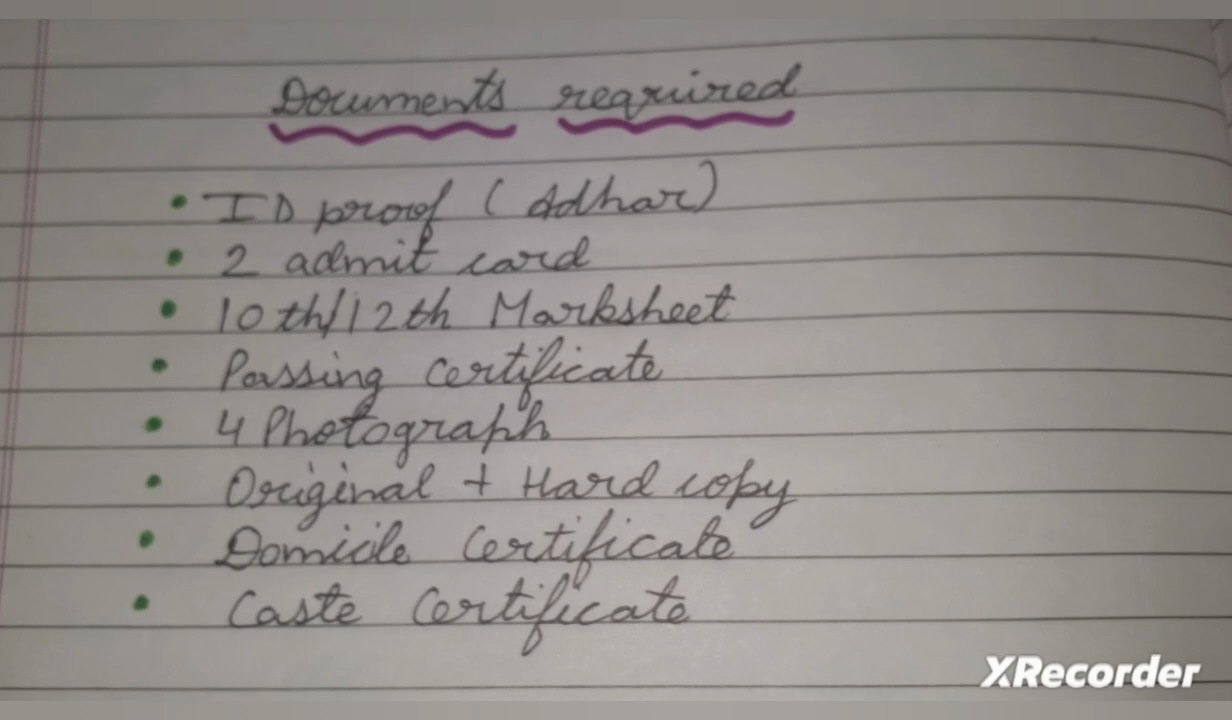 Documents required
• ID proof (Adhar)
• 2 admit card
• 10th/12th Marksheet
• Passing certificate
• 4 Photograph
• Original + Hard copy
• Domicile Certificate
• Caste Certificate
XRecorder